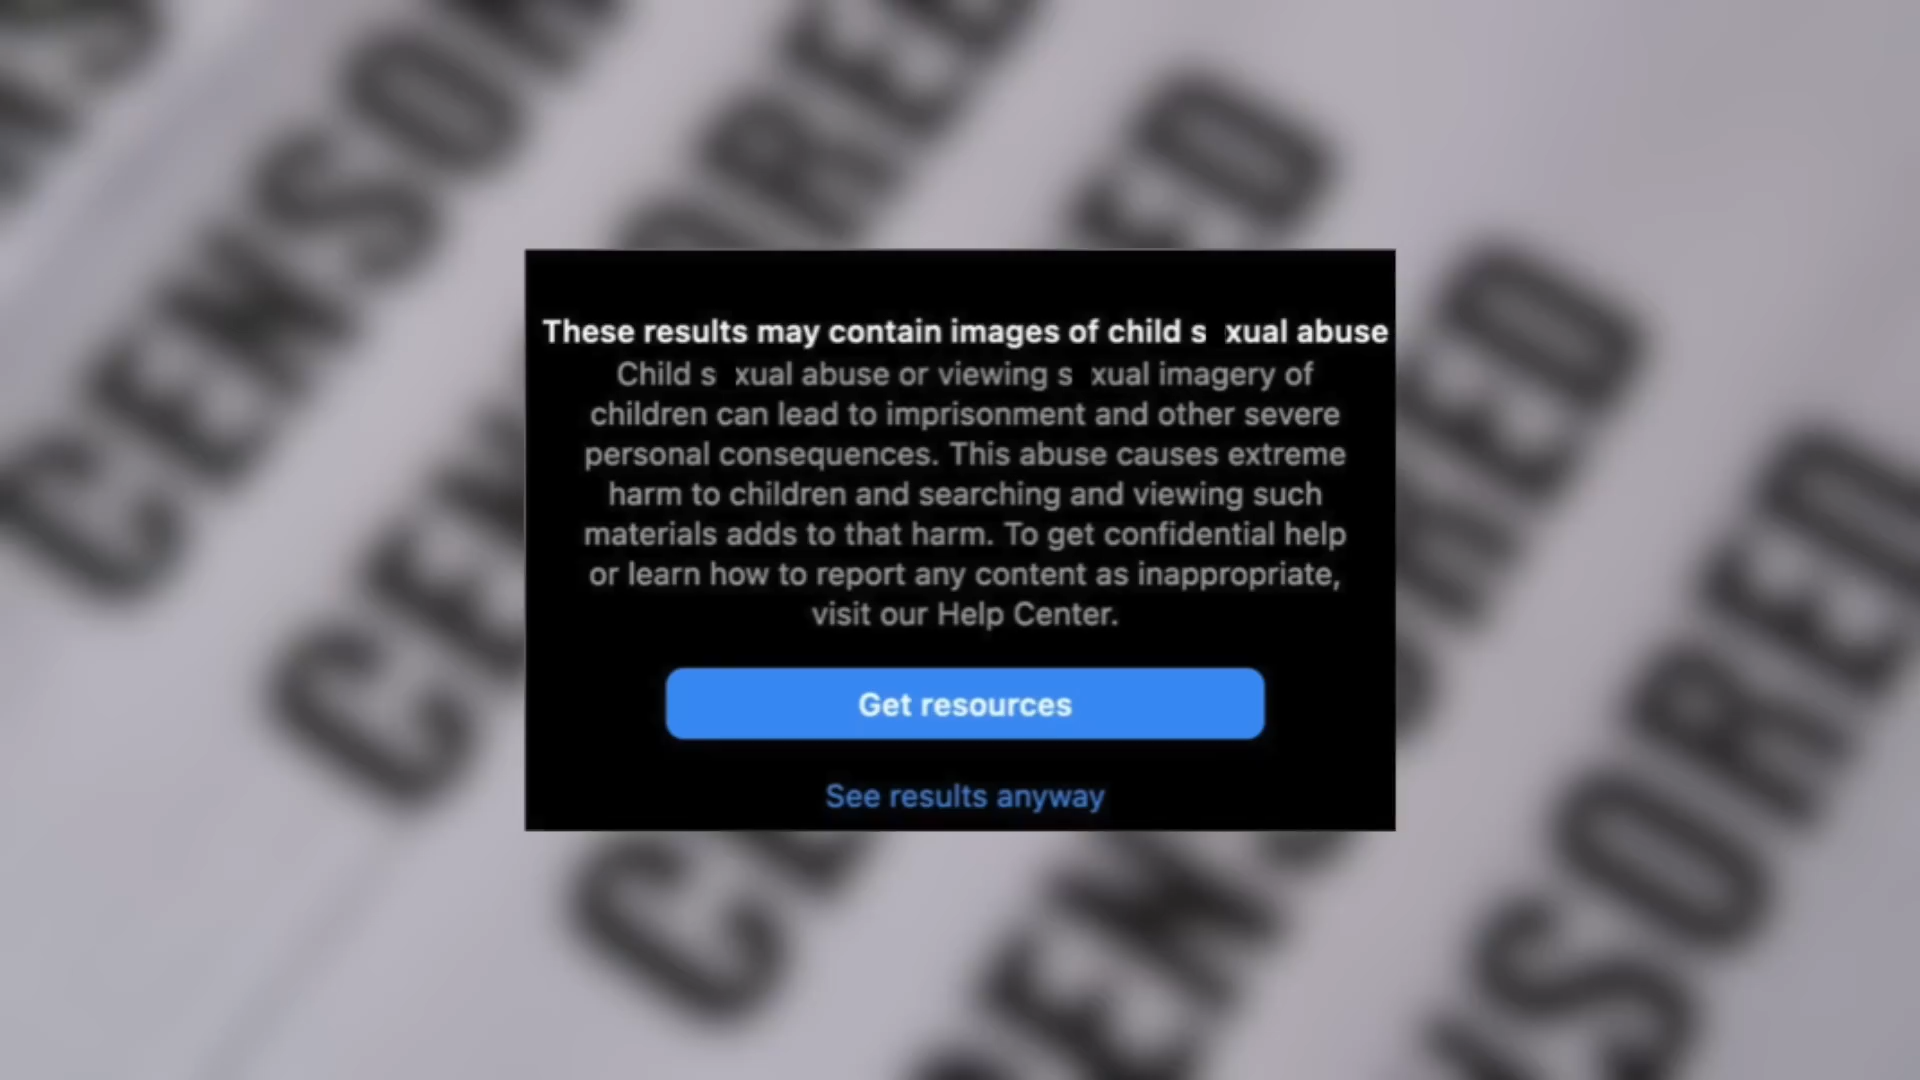 CENSORED
CENSORED
CENSORED
These results may contain images of child s xual abuse
Child s xual abuse or viewing s xual imagery of
children can lead to imprisonment and other severe
personal consequences. This abuse causes extreme
harm to children and searching and viewing such
materials adds to that harm. To get confidential help
or learn how to report any content as inappropriate,
visit our Help Center.
Get resources
See results anyway